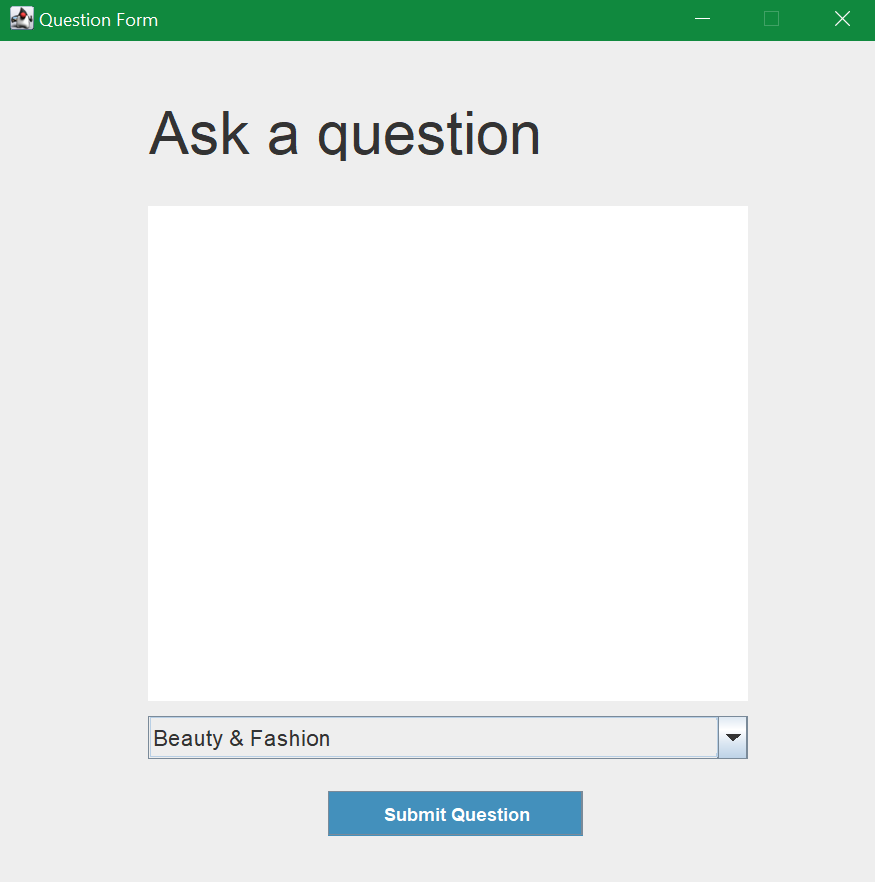 Question Form
Ask a question
Beauty & Fashion
Submit Question